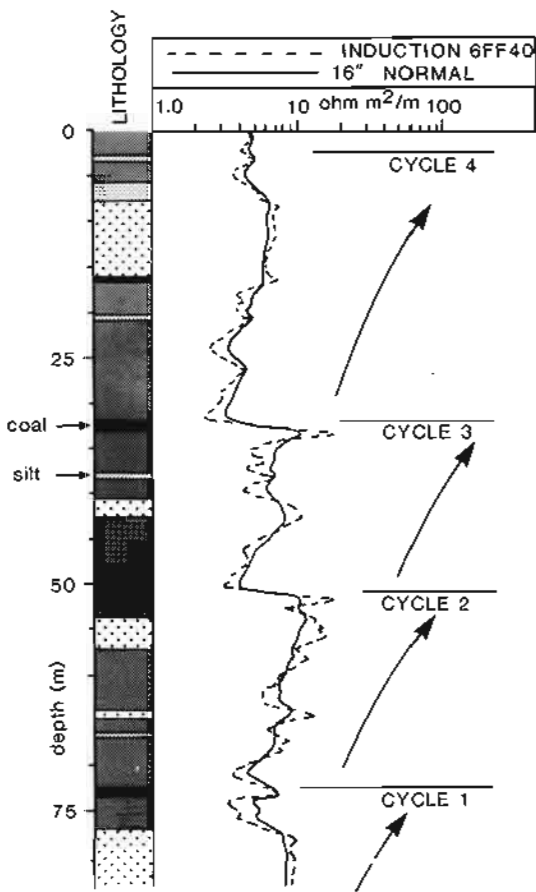 LITHOLOGY
INDUCTION 6FF40
16" NORMAL
1.0 10 ohm m²/m 100
0
CYCLE 4
25
coal
CYCLE 3
silt
50
CYCLE 2
depth (m)
75
CYCLE 1